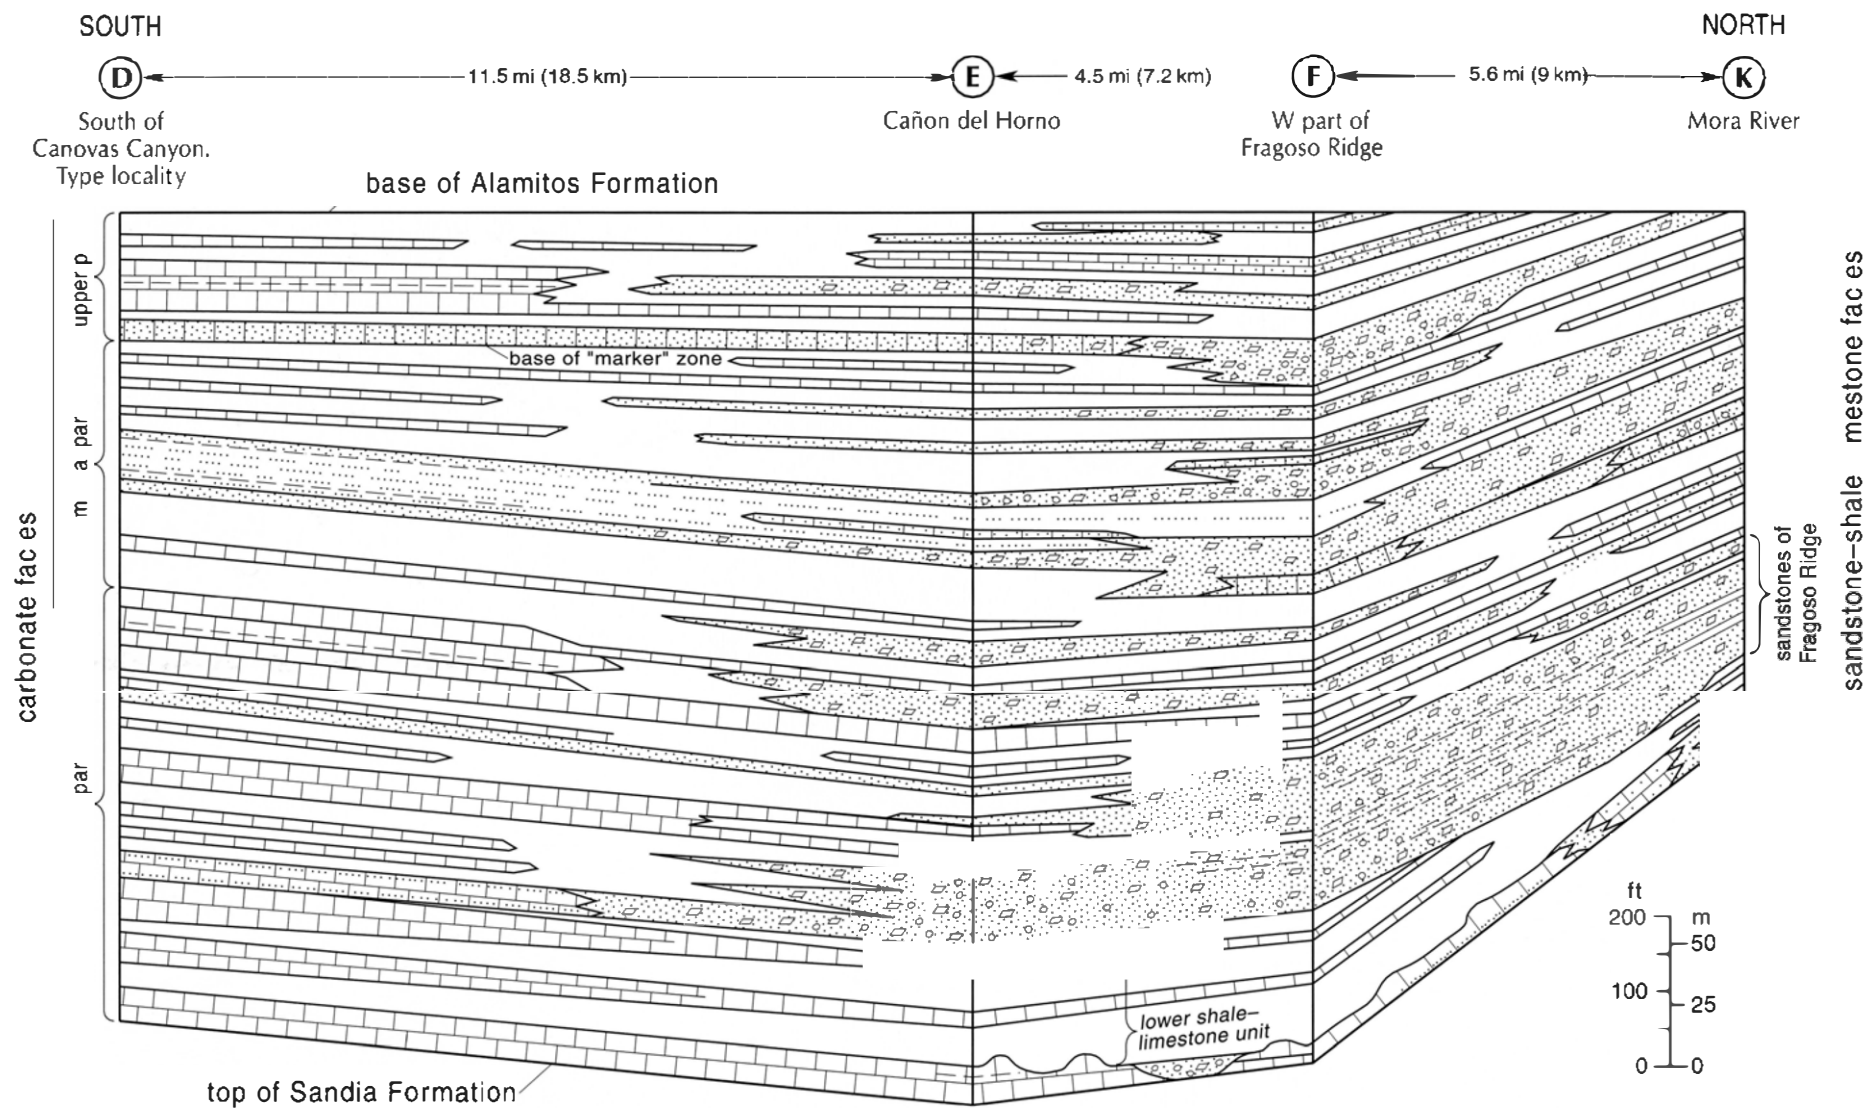 SOUTH
NORTH
D
11.5 mi (18.5 km)
E
4.5 mi (7.2 km)
F
5.6 mi (9 km)
K
South of
Canovas Canyon.
Type locality
Cañon del Horno
W part of
Fragoso Ridge
Mora River
base of Alamitos Formation
upper p
base of "marker" zone
m a par
par
carbonate fac es
sandstone–shale mestone fac es
sandstones of
Fragoso Ridge
lower shale–
limestone unit
top of Sandia Formation
ft
m
200
50
100
25
0
0